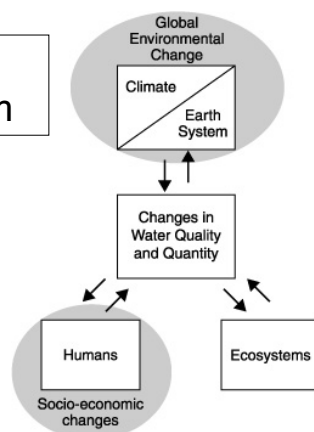 Global
Environmental
Change
Climate
Earth
System
Changes in
Water Quality
and Quantity
Humans
Ecosystems
Socio-economic
changes